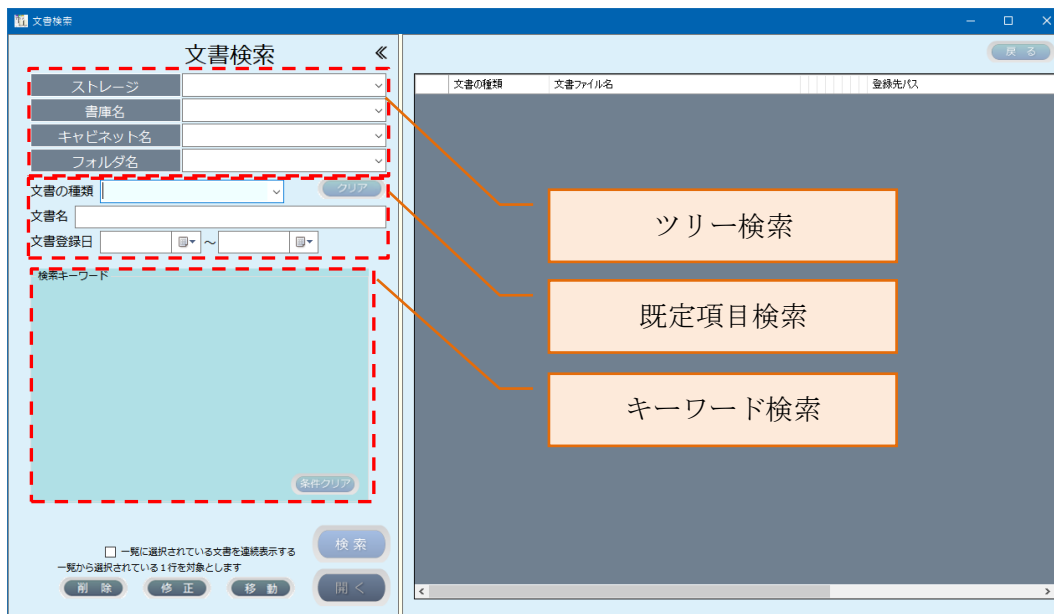 文書検索
文書検索
ストレージ
書庫名
キャビネット名
フォルダ名
文書の種類
クリア
文書名
文書登録日
～
検索キーワード
条件クリア
一覧に選択されている文書を連続表示する
一覧から選択されている１行を対象とします
削 除
修 正
移 動
検 索
開 く
戻 る
文書の種類 文書ファイル名 登録先パス
ツリー検索
既定項目検索
キーワード検索